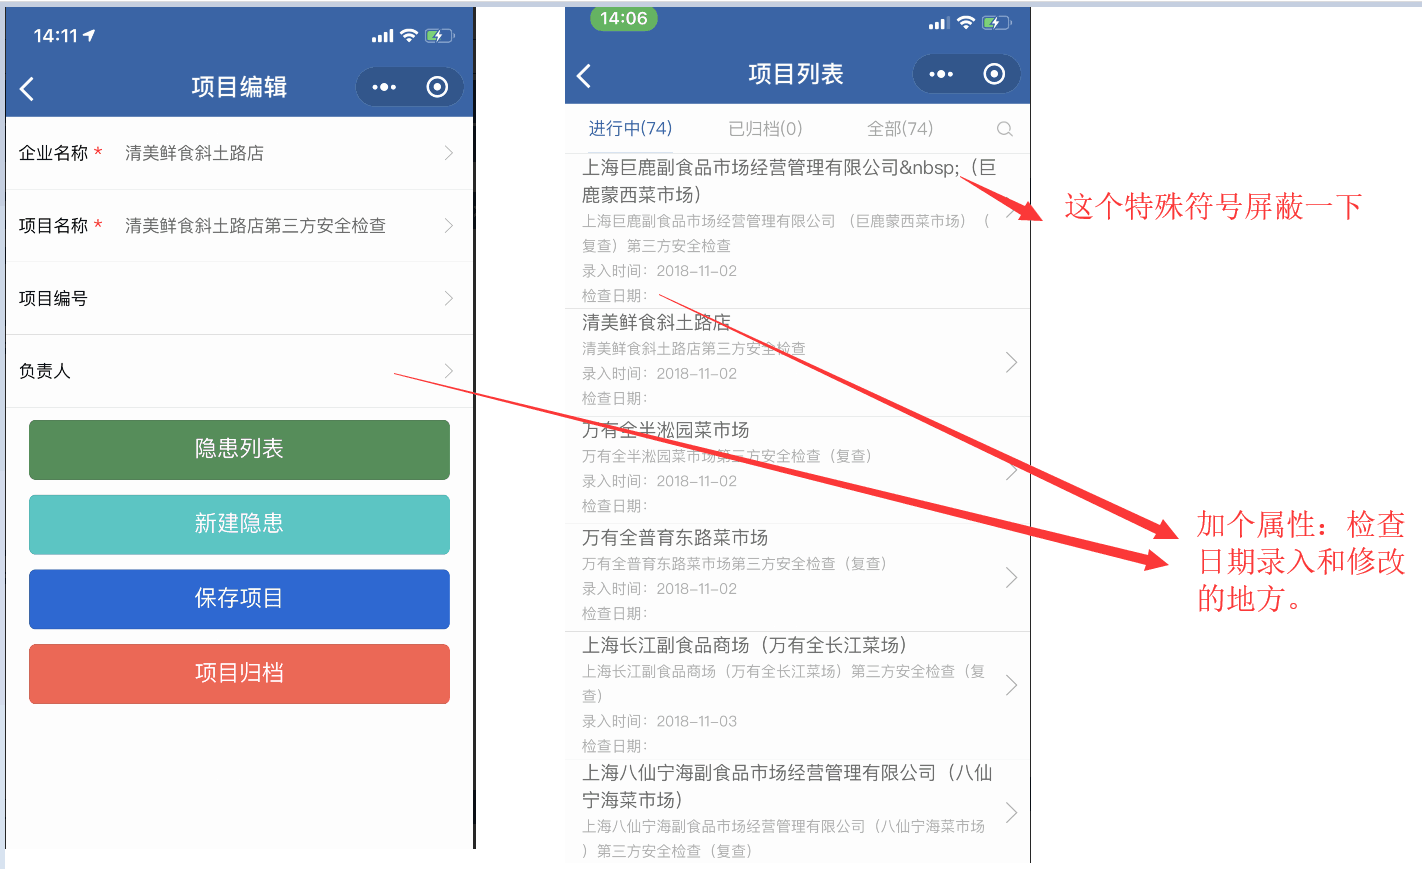 14:11
项目编辑
企业名称 * 清美鲜食斜土路店
项目名称 * 清美鲜食斜土路店第三方安全检查
项目编号
负责人
隐患列表
新建隐患
保存项目
项目归档
14:06
项目列表
进行中(74) 已归档(0) 全部(74)
上海巨鹿副食品市场经营管理有限公司&nbsp;（巨
鹿蒙西菜市场）
上海巨鹿副食品市场经营管理有限公司 （巨鹿蒙西菜市场）（
复查）第三方安全检查
录入时间：2018-11-02
检查日期：
清美鲜食斜土路店
清美鲜食斜土路店第三方安全检查
录入时间：2018-11-02
检查日期：
万有全半淞园菜市场
万有全半淞园菜市场第三方安全检查（复查）
录入时间：2018-11-02
检查日期：
万有全普育东路菜市场
万有全普育东路菜市场第三方安全检查（复查）
录入时间：2018-11-02
检查日期：
上海长江副食品商场（万有全长江菜场）
上海长江副食品商场（万有全长江菜场）第三方安全检查（复
查）
录入时间：2018-11-03
检查日期：
上海八仙宁海副食品市场经营管理有限公司（八仙
宁海菜市场）
上海八仙宁海副食品市场经营管理有限公司（八仙宁海菜市场
）第三方安全检查（复查）
这个特殊符号屏蔽一下
加个属性：检查
日期录入和修改
的地方。